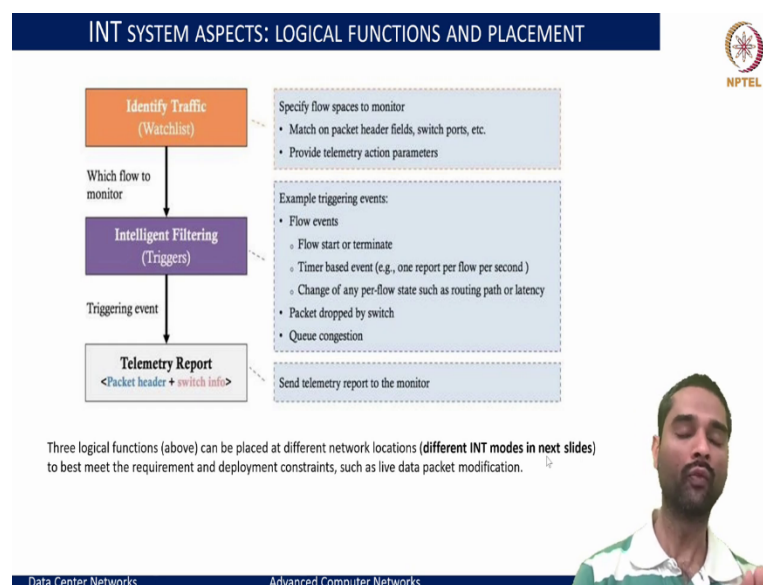 INT SYSTEM ASPECTS: LOGICAL FUNCTIONS AND PLACEMENT
NPTEL
Identify Traffic
(Watchlist)
Specify flow spaces to monitor
• Match on packet header fields, switch ports, etc.
• Provide telemetry action parameters
Which flow to
monitor
Intelligent Filtering
(Triggers)
Example triggering events:
• Flow events
o Flow start or terminate
o Timer based event (e.g., one report per flow per second )
o Change of any per-flow state such as routing path or latency
• Packet dropped by switch
• Queue congestion
Triggering event
Telemetry Report
<Packet header + switch info>
Send telemetry report to the monitor
Three logical functions (above) can be placed at different network locations (different INT modes in next slides)
to best meet the requirement and deployment constraints, such as live data packet modification.
Data Center Networks
Advanced Computer Networks